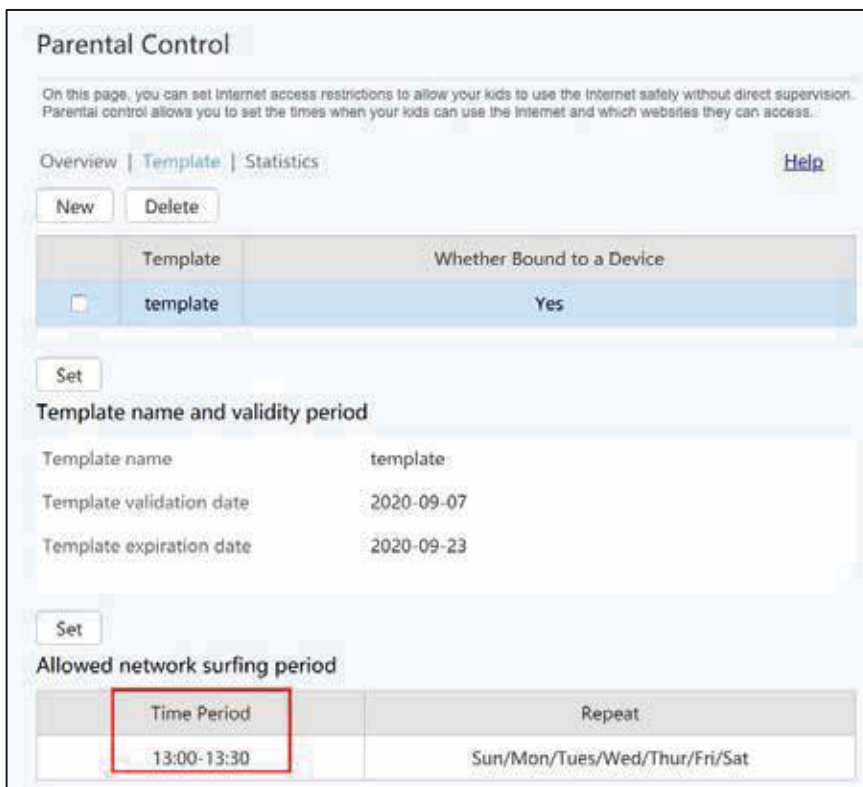 Parental Control
On this page, you can set Internet access restrictions to allow your kids to use the Internet safely without direct supervision.
Parental control allows you to set the times when your kids can use the Internet and which websites they can access.
Overview | Template | Statistics Help
New Delete
Template Whether Bound to a Device
template Yes
Set
Template name and validity period
Template name template
Template validation date 2020-09-07
Template expiration date 2020-09-23
Set
Allowed network surfing period
Time Period Repeat
13:00-13:30 Sun/Mon/Tues/Wed/Thur/Fri/Sat